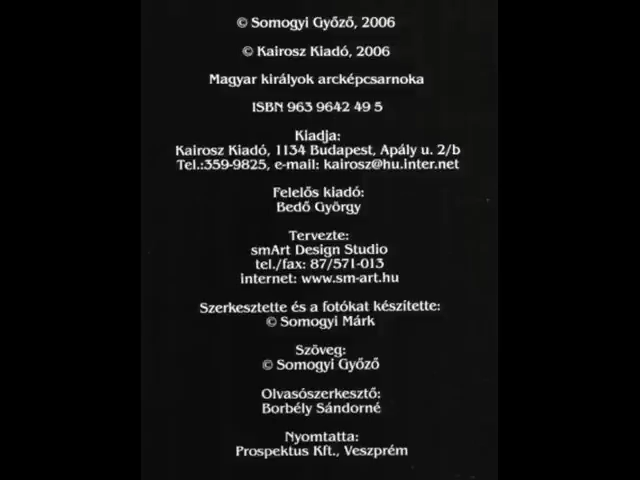 © Somogyi Győző, 2006
© Kairosz Kiadó, 2006
Magyar királyok arcképcsarnoka
ISBN 963 9642 49 5
Kiadja:
Kairosz Kiadó, 1134 Budapest, Apály u. 2/b
Tel.:359-9825, e-mail: kairosz@hu.inter.net
Felelős kiadó:
Bedő György
Tervezte:
smArt Design Studio
tel./fax: 87/571-013
internet: www.sm-art.hu
Szerkesztette és a fotókat készítette:
© Somogyi Márk
Szöveg:
© Somogyi Győző
Olvasószerkesztő:
Borbély Sándorné
Nyomtatta:
Prospektus Kft., Veszprém